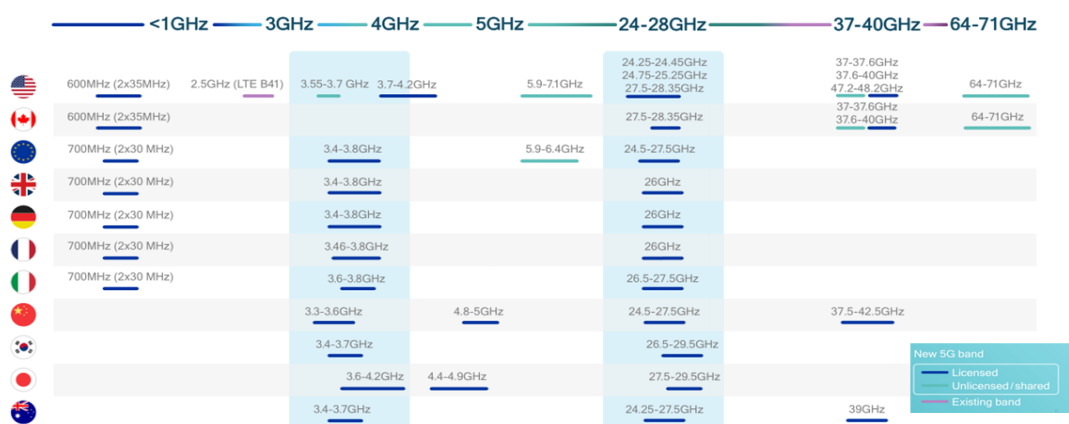 <1GHz 3GHz 4GHz 5GHz 24-28GHz 37-40GHz 64-71GHz
24.25-24.45GHz 37-37.6GHz
24.75-25.25GHz 37.6-40GHz
600MHz (2x35MHz) 2.5GHz (LTE B41) 3.55-3.7 GHz 3.7-4.2GHz 5.9-7.1GHz 27.5-28.35GHz 47.2-48.2GHz 64-71GHz
37-37.6GHz
600MHz (2x35MHz) 27.5-28.35GHz 37.6-40GHz 64-71GHz
700MHz (2x30 MHz) 3.4-3.8GHz 5.9-6.4GHz 24.5-27.5GHz
700MHz (2x30 MHz) 3.4-3.8GHz 26GHz
700MHz (2x30 MHz) 3.4-3.8GHz 26GHz
700MHz (2x30 MHz) 3.46-3.8GHz 26GHz
700MHz (2x30 MHz) 3.6-3.8GHz 26.5-27.5GHz
3.3-3.6GHz 4.8-5GHz 24.5-27.5GHz 37.5-42.5GHz
3.4-3.7GHz 26.5-29.5GHz
3.6-4.2GHz 4.4-4.9GHz 27.5-29.5GHz
3.4-3.7GHz 24.25-27.5GHz 39GHz
New 5G band
Licensed
Unlicensed/shared
Existing band